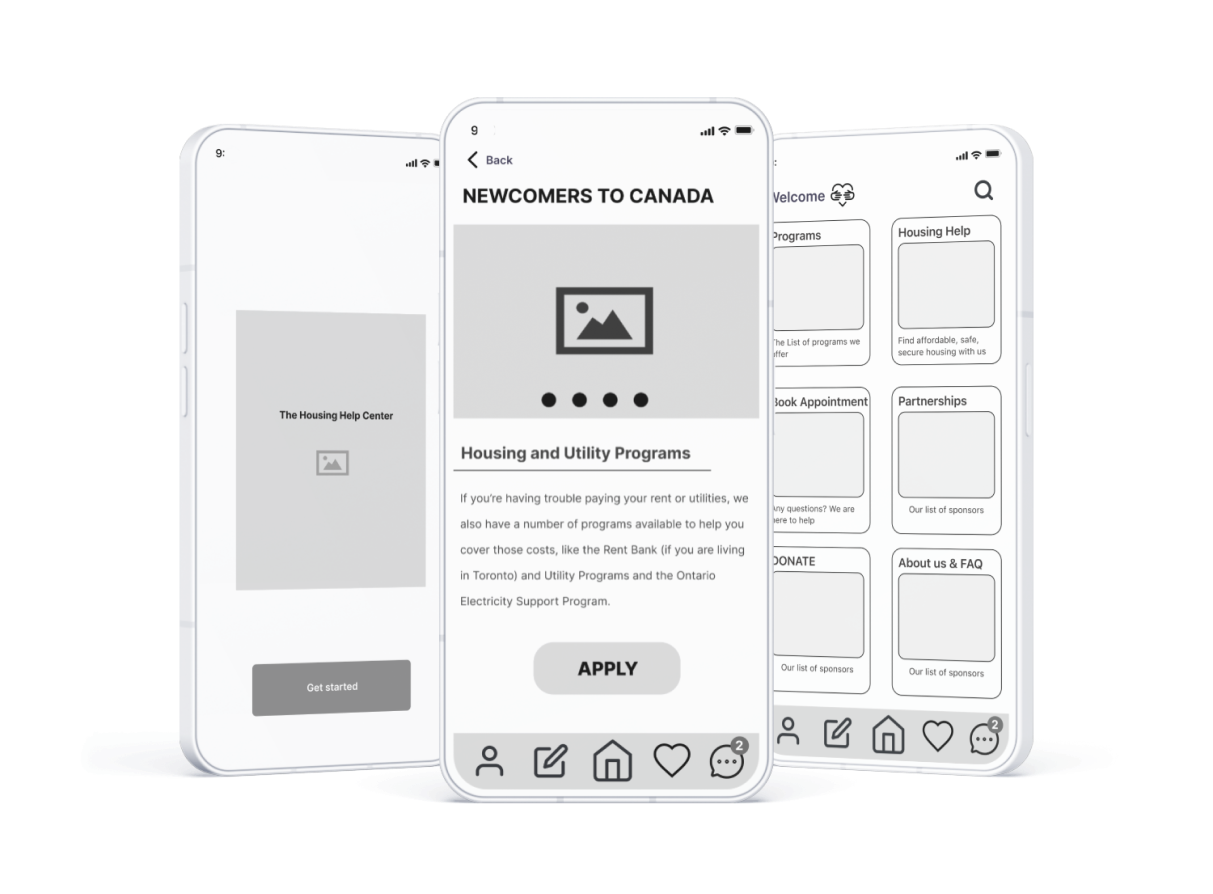 9:
The Housing Help Center
Get started
9
Back
NEWCOMERS TO CANADA
Housing and Utility Programs
If you're having trouble paying your rent or utilities, we
also have a number of programs available to help you
cover those costs, like the Rent Bank (if you are living
in Toronto) and Utility Programs and the Ontario
Electricity Support Program.
APPLY
2
:
Welcome
Programs
The List of programs we
offer
Housing Help
Find affordable, safe,
secure housing with us
Book Appointment
Any questions? We are
here to help
Partnerships
Our list of sponsors
DONATE
Our list of sponsors
About us & FAQ
Our list of sponsors
2